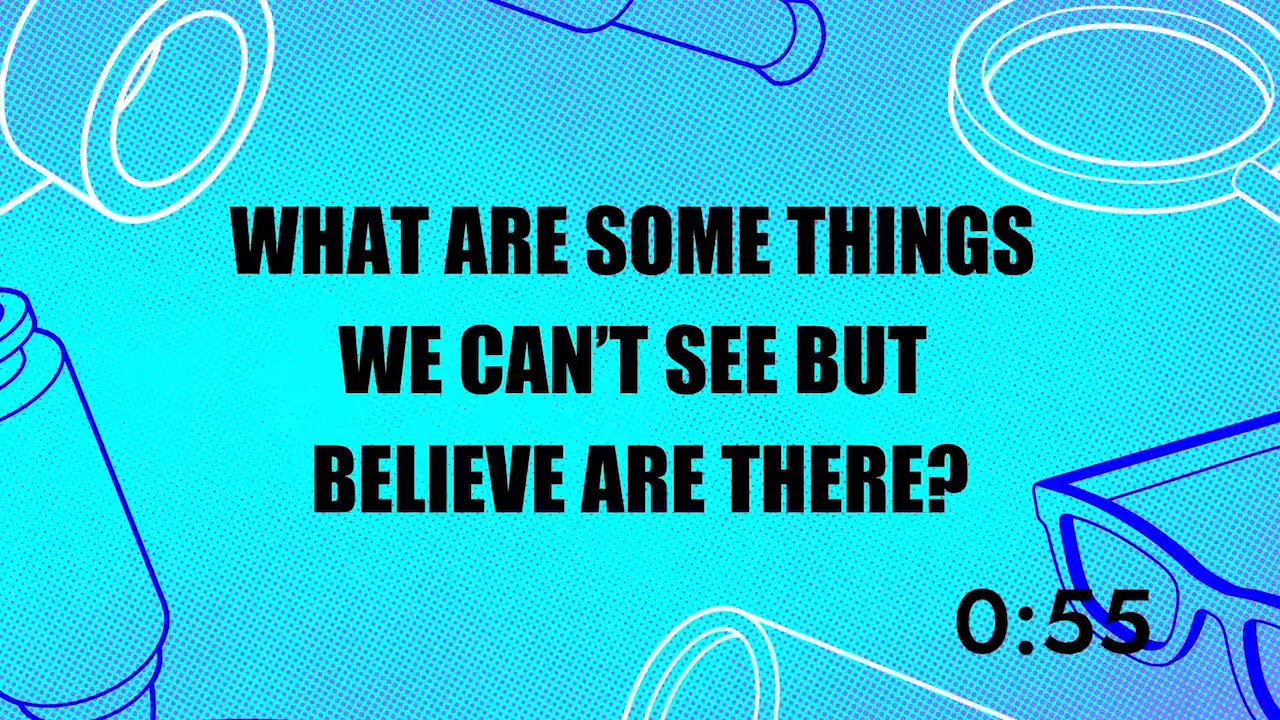 WHAT ARE SOME THINGS
WE CAN'T SEE BUT
BELIEVE ARE THERE?
0:55